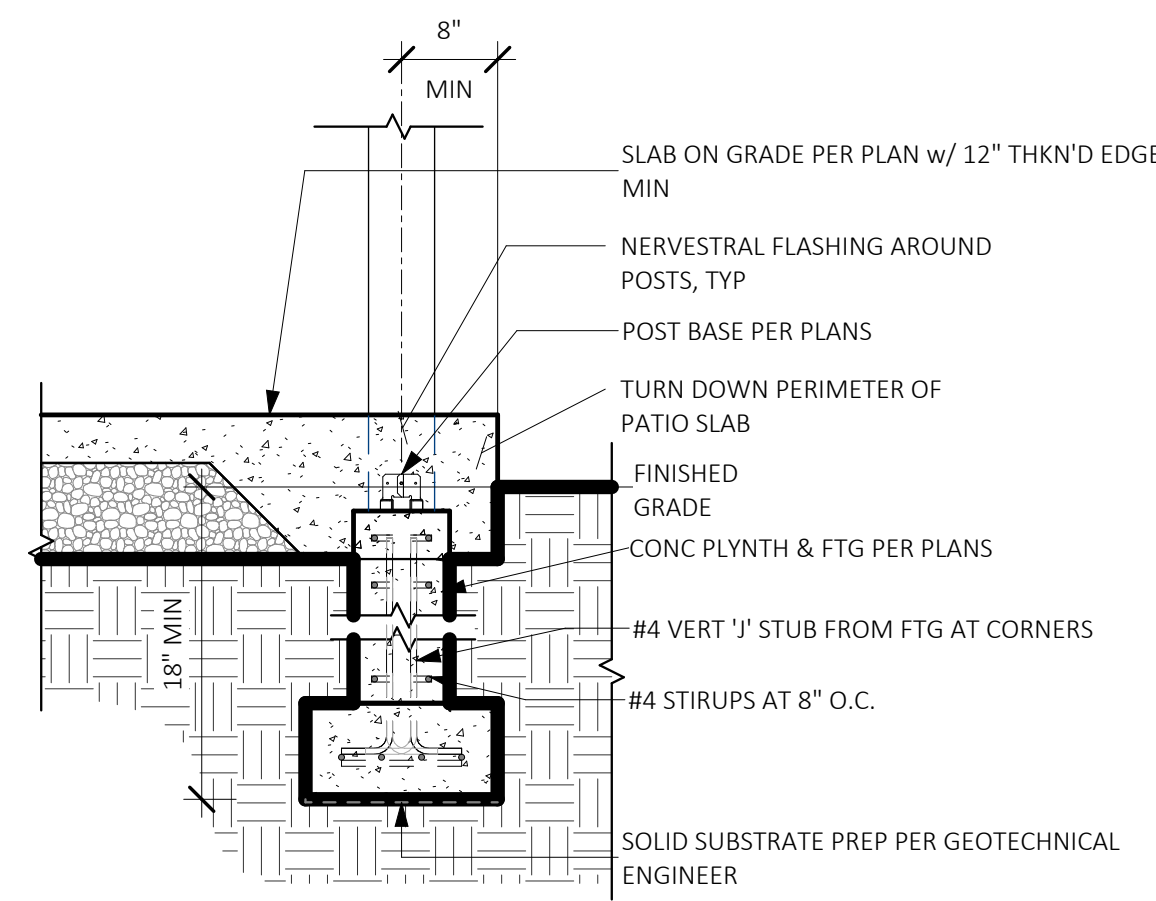 8"
MIN
SLAB ON GRADE PER PLAN w/ 12" THKN'D EDGE
MIN
NERVESTRAL FLASHING AROUND
POSTS, TYP
POST BASE PER PLANS
TURN DOWN PERIMETER OF
PATIO SLAB
FINISHED
GRADE
CONC PLYNTH & FTG PER PLANS
18" MIN
#4 VERT 'J' STUB FROM FTG AT CORNERS
#4 STIRUPS AT 8" O.C.
SOLID SUBSTRATE PREP PER GEOTECHNICAL
ENGINEER